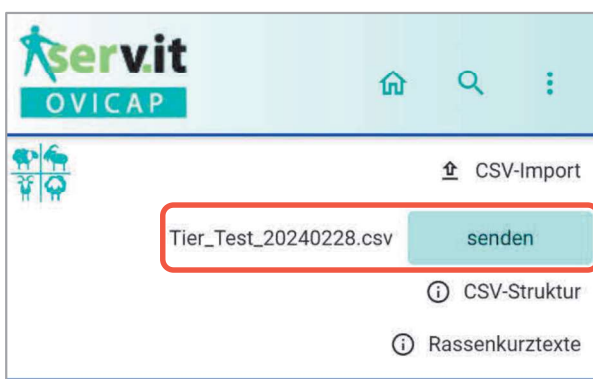 serv.it
OVICAP
CSV-Import
Tier_Test_20240228.csv senden
CSV-Struktur
Rassenkurztexte